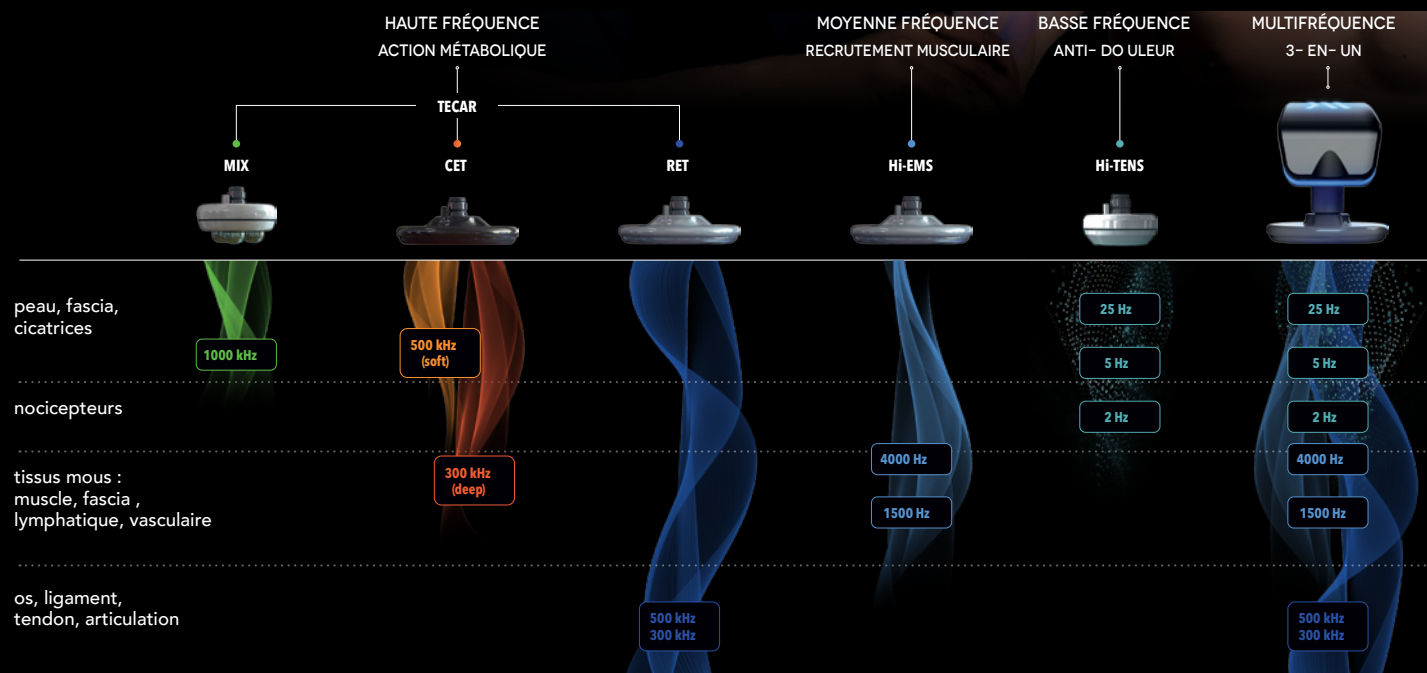 HAUTE FRÉQUENCE
ACTION MÉTABOLIQUE
MOYENNE FRÉQUENCE
RECRUTEMENT MUSCULAIRE
BASSE FRÉQUENCE
ANTI- DO ULEUR
MULTIFRÉQUENCE
3- EN- UN
TECAR
MIX
CET
RET
Hi-EMS
Hi-TENS
peau, fascia,
cicatrices
1000 kHz
500 kHz
(soft)
25 Hz
5 Hz
25 Hz
5 Hz
nocicepteurs
2 Hz
2 Hz
tissus mous :
muscle, fascia ,
lymphatique, vasculaire
300 kHz
(deep)
4000 Hz
1500 Hz
4000 Hz
1500 Hz
os, ligament,
tendon, articulation
500 kHz
300 kHz
500 kHz
300 kHz